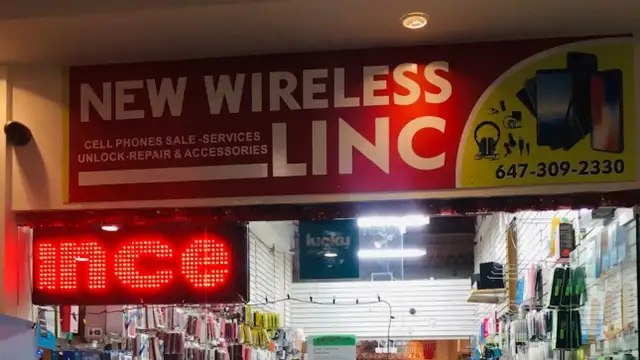 NEW WIRELESS
LINC
CELL PHONES SALE -SERVICES
UNLOCK-REPAIR & ACCESSORIES
647-309-2330
ince
lucky